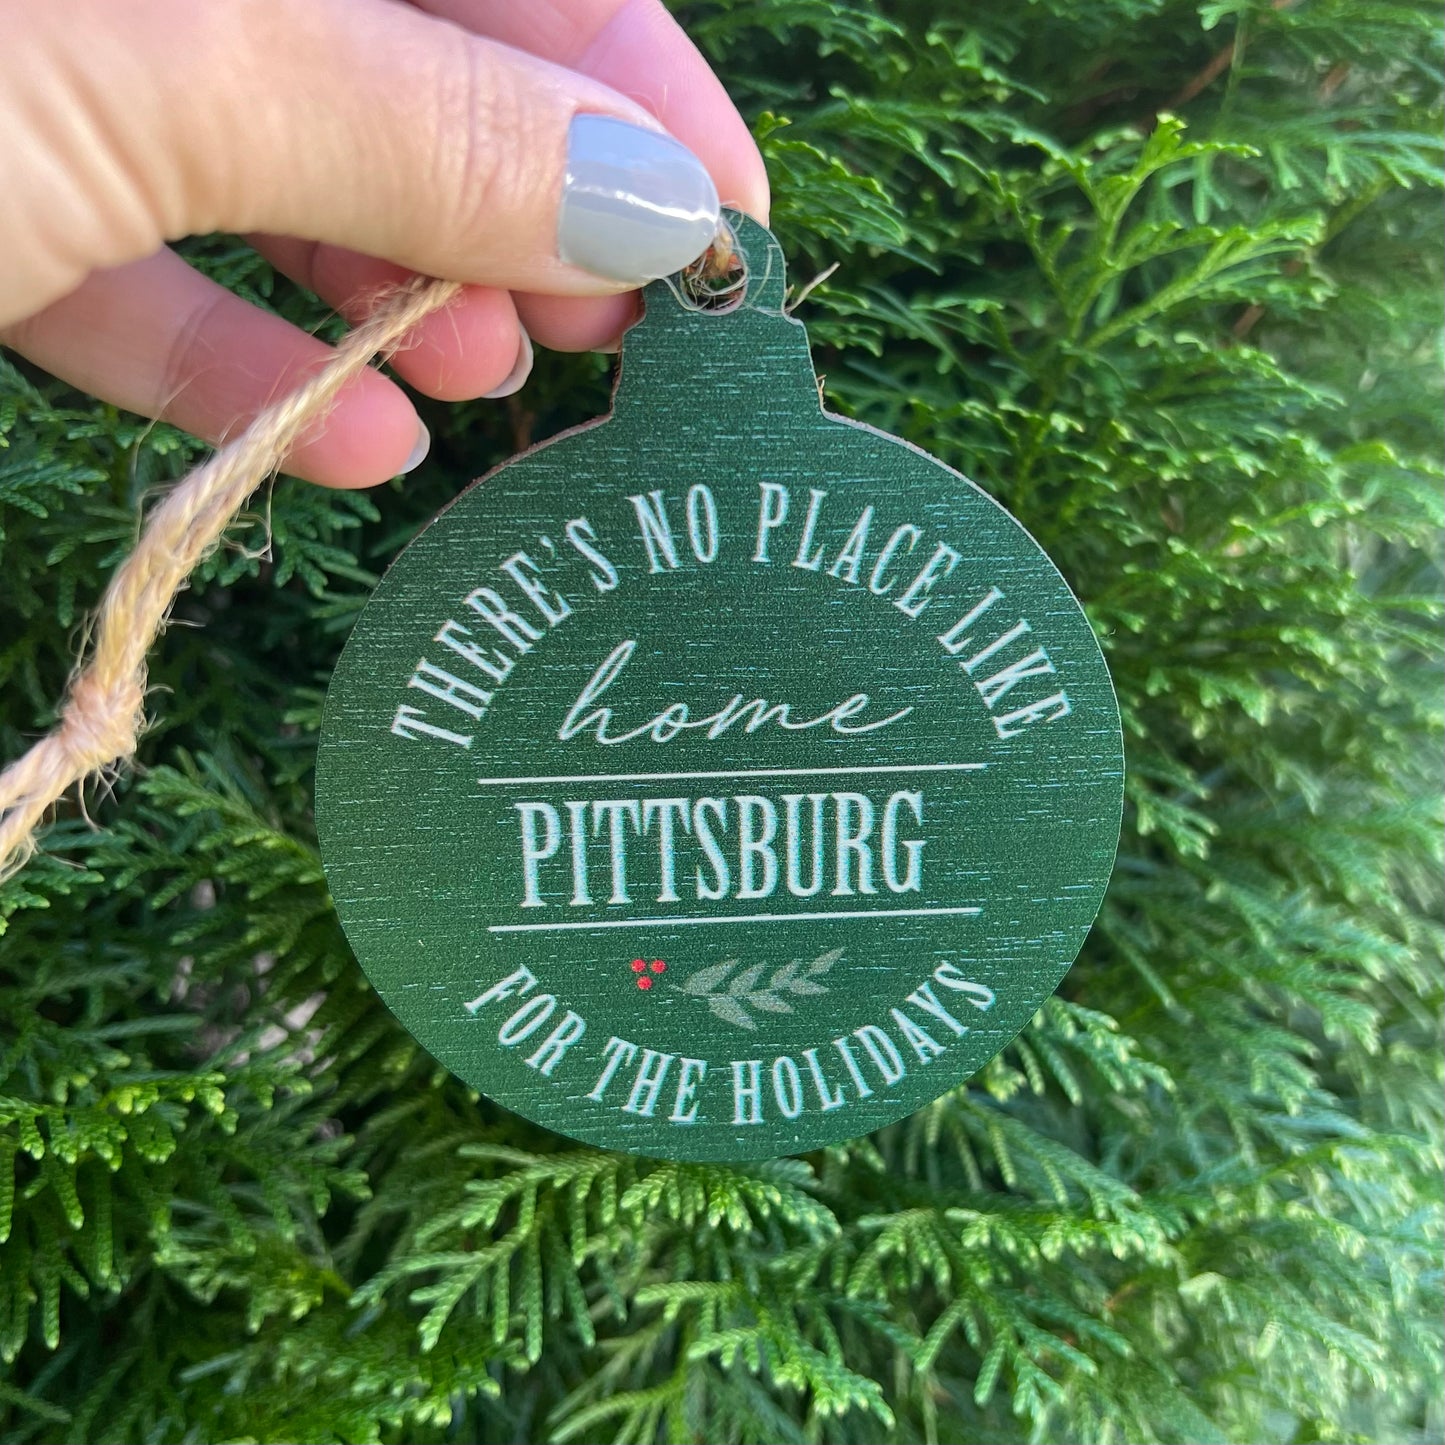 THERE'S NO PLACE LIKE
home
PITTSBURG
FOR THE HOLIDAYS